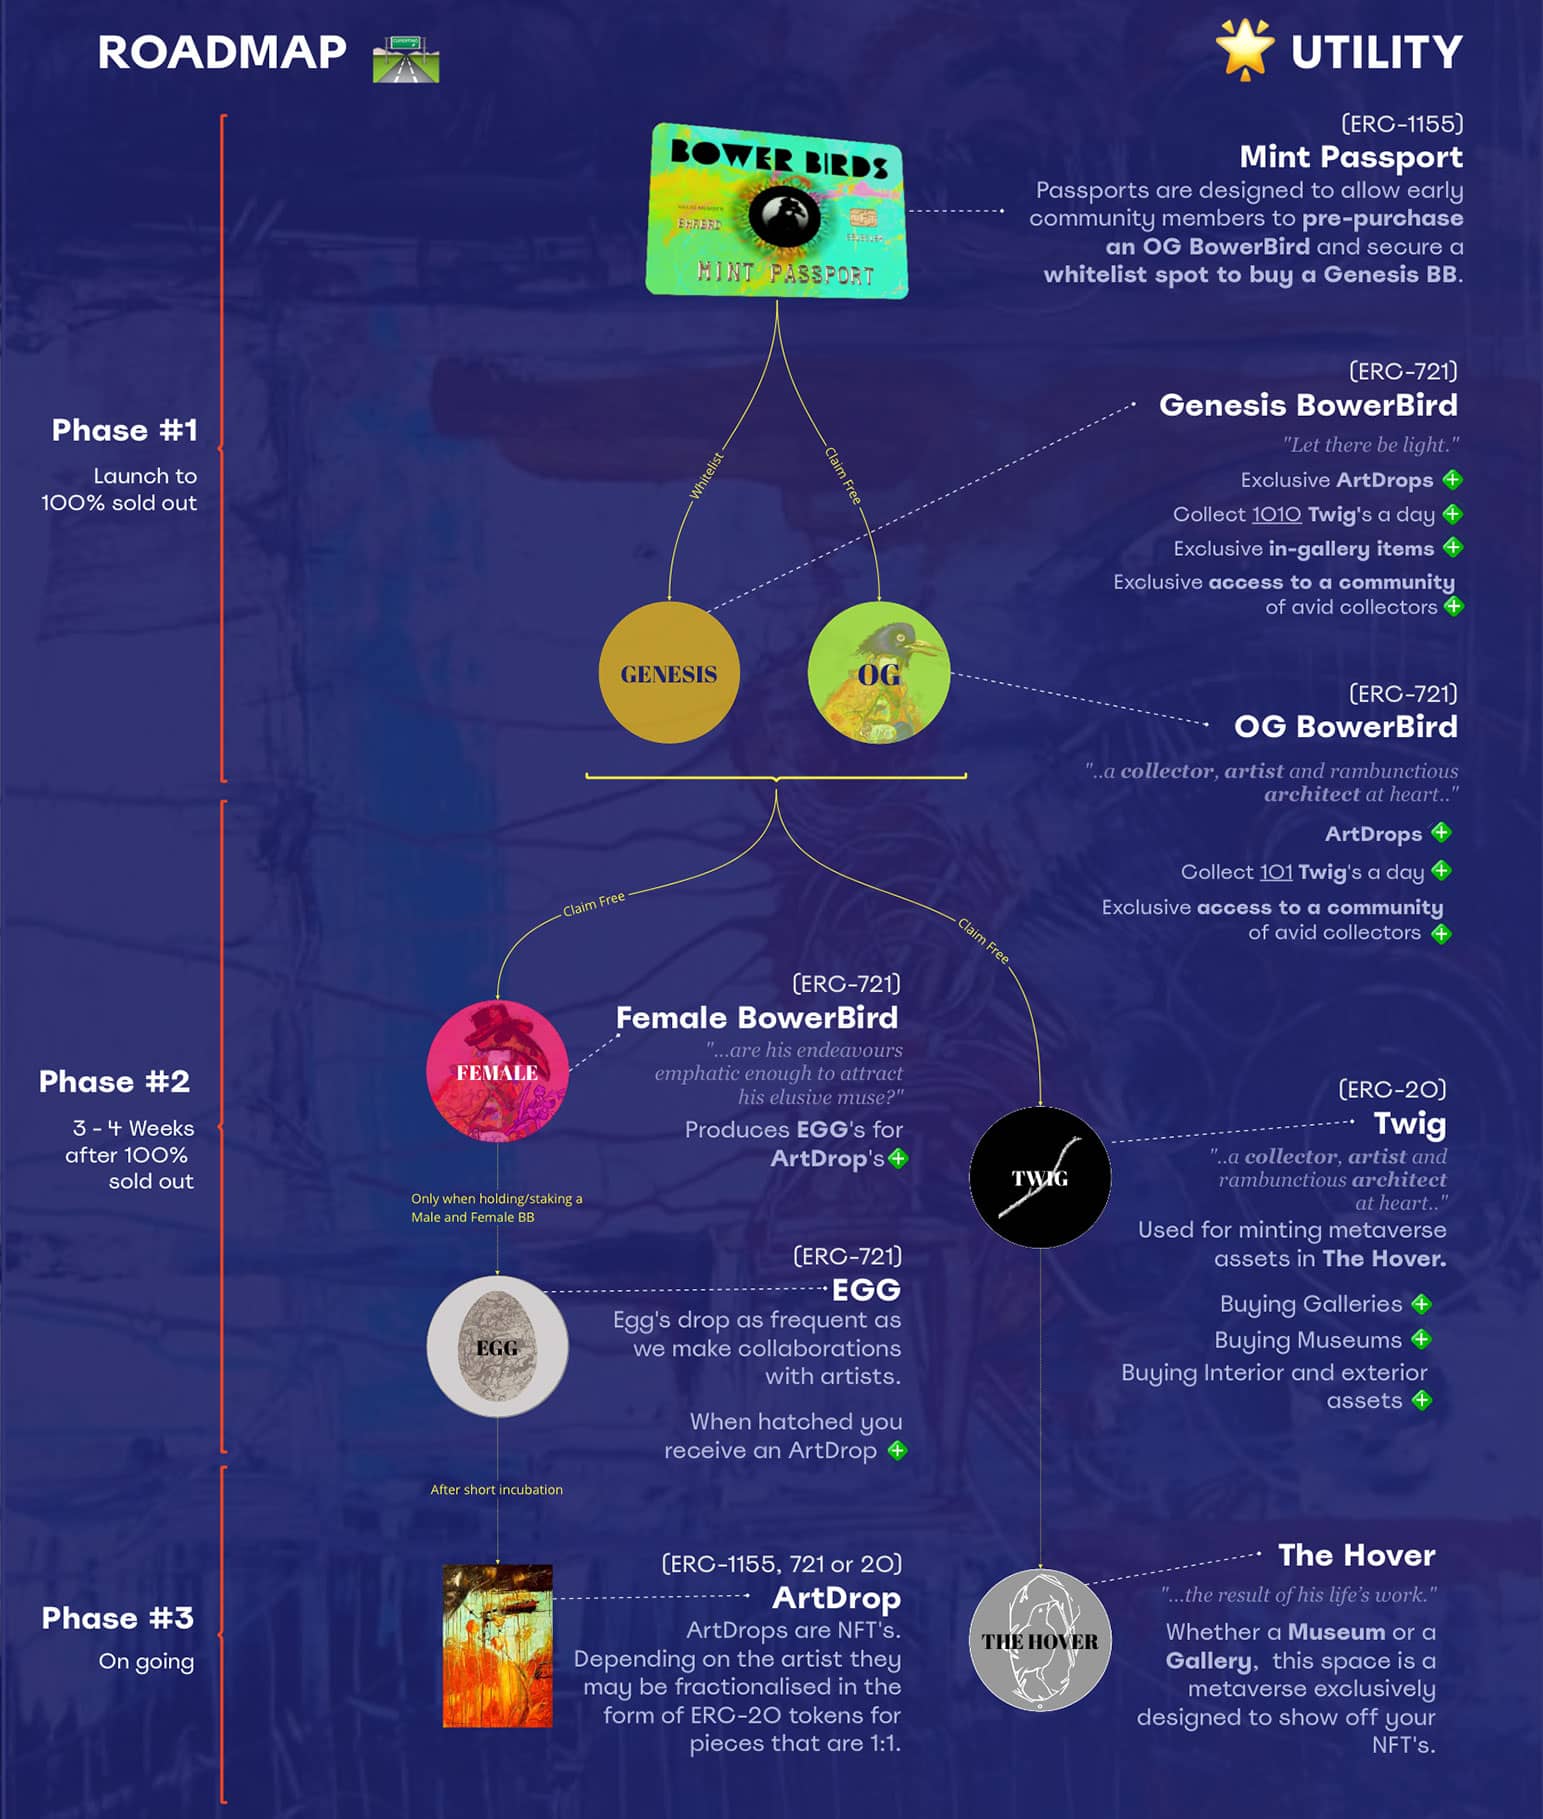 ROADMAP
UTILITY
BOWER BIRDS
MINT PASSPORT
(ERC-1155)
Mint Passport
Passports are designed to allow early
community members to pre-purchase
an OG BowerBird and secure a
whitelist spot to buy a Genesis BB.
Phase #1
Launch to
100% sold out
Whitelist
Claim Free
GENESIS
OG
(ERC-721)
Genesis BowerBird
"Let there be light."
Exclusive ArtDrops
Collect 1010 Twig's a day
Exclusive in-gallery items
Exclusive access to a community
of avid collectors
(ERC-721)
OG BowerBird
"..a collector, artist and rambunctious
architect at heart.."
ArtDrops
Collect 101 Twig's a day
Exclusive access to a community
of avid collectors
Phase #2
3 - 4 Weeks
after 100%
sold out
Claim Free
Claim Free
FEMALE
(ERC-721)
Female BowerBird
"...are his endeavours
emphatic enough to attract
his elusive muse?"
Produces EGG's for
ArtDrop's
Only when holding/staking a
Male and Female BB
TWIG
(ERC-20)
Twig
"..a collector, artist and
rambunctious architect
at heart.."
Used for minting metaverse
assets in The Hover.
Buying Galleries
Buying Museums
Buying Interior and exterior
assets
EGG
(ERC-721)
EGG
Egg's drop as frequent as
we make collaborations
with artists.
When hatched you
receive an ArtDrop
After short incubation
Phase #3
On going
(ERC-1155, 721 or 20)
ArtDrop
ArtDrops are NFT's.
Depending on the artist they
may be fractionalised in the
form of ERC-20 tokens for
pieces that are 1:1.
THE HOVER
The Hover
"...the result of his life's work."
Whether a Museum or a
Gallery, this space is a
metaverse exclusively
designed to show off your
NFT's.